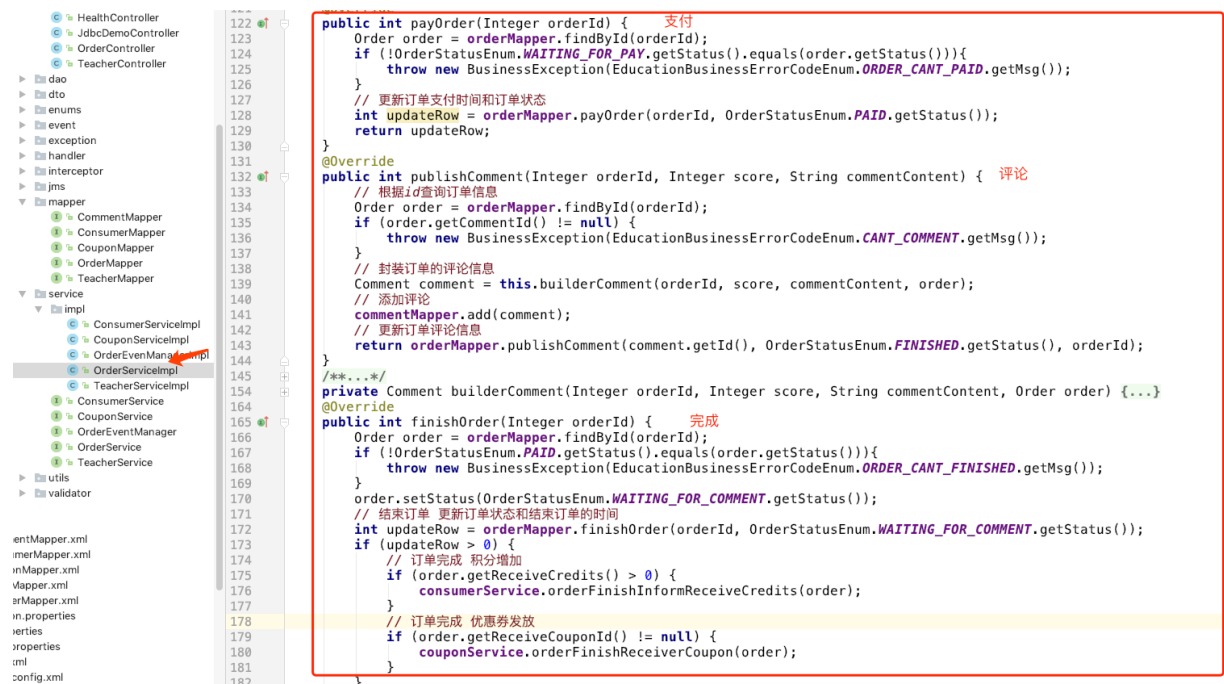 HealthController
JdbcDemoController
OrderController
TeacherController
dao
dto
enums
event
exception
handler
interceptor
jms
mapper
CommentMapper
ConsumerMapper
CouponMapper
OrderMapper
TeacherMapper
service
impl
ConsumerServiceImpl
CouponServiceImpl
OrderServiceImpl
TeacherServiceImpl
ConsumerService
CouponService
OrderEventManager
OrderService
TeacherService
utils
validator
entMapper.xml
merMapper.xml
onMapper.xml
Mapper.xml
erMapper.xml
on.properties
perties
properties
xml
config.xml
122 public int payOrder(Integer orderId) { 支付
123 Order order = orderMapper.findById(orderId);
124 if (!OrderStatusEnum.WAITING_FOR_PAY.getStatus().equals(order.getStatus())){
125 throw new BusinessException(EducationBusinessErrorCodeEnum.ORDER_CANT_PAID.getMsg());
126 }
127 // 更新订单支付时间和订单状态
128 int updateRow = orderMapper.payOrder(orderId, OrderStatusEnum.PAID.getStatus());
129 return updateRow;
130 }
131 @Override
132 public int publishComment(Integer orderId, Integer score, String commentContent) { 评论
133 // 根据id查询订单信息
134 Order order = orderMapper.findById(orderId);
135 if (order.getCommentId() != null) {
136 throw new BusinessException(EducationBusinessErrorCodeEnum.CANT_COMMENT.getMsg());
137 }
138 // 封装订单的评论信息
139 Comment comment = this.builderComment(orderId, score, commentContent, order);
140 // 添加评论
141 commentMapper.add(comment);
142 // 更新订单评论信息
143 return orderMapper.publishComment(comment.getId(), OrderStatusEnum.FINISHED.getStatus(), orderId);
144 }
145 /**...*/
154 private Comment builderComment(Integer orderId, Integer score, String commentContent, Order order) {...}
164 @Override
165 public int finishOrder(Integer orderId) { 完成
166 Order order = orderMapper.findById(orderId);
167 if (!OrderStatusEnum.PAID.getStatus().equals(order.getStatus())){
168 throw new BusinessException(EducationBusinessErrorCodeEnum.ORDER_CANT_FINISHED.getMsg());
169 }
170 order.setStatus(OrderStatusEnum.WAITING_FOR_COMMENT.getStatus());
171 // 结束订单 更新订单状态和结束订单的时间
172 int updateRow = orderMapper.finishOrder(orderId, OrderStatusEnum.WAITING_FOR_COMMENT.getStatus());
173 if (updateRow > 0) {
174 // 订单完成 积分增加
175 if (order.getReceiveCredits() > 0) {
176 consumerService.orderFinishInformReceiveCredits(order);
177 }
178 // 订单完成 优惠券发放
179 if (order.getReceiveCouponId() != null) {
180 couponService.orderFinishReceiverCoupon(order);
181 }
182 }